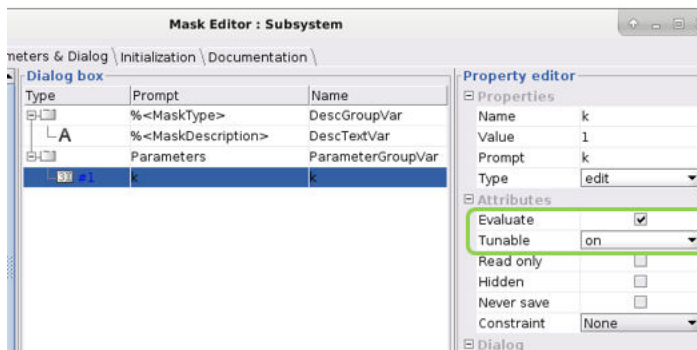 Mask Editor : Subsystem
meters & Dialog \ Initialization \ Documentation \
Dialog box
Type Prompt Name
%<MaskType> DescGroupVar
A %<MaskDescription> DescTextVar
Parameters ParameterGroupVar
31 #1 k k
Property editor
Properties
Name k
Value 1
Prompt k
Type edit
Attributes
Evaluate
Tunable on
Read only
Hidden
Never save
Constraint None
Dialog